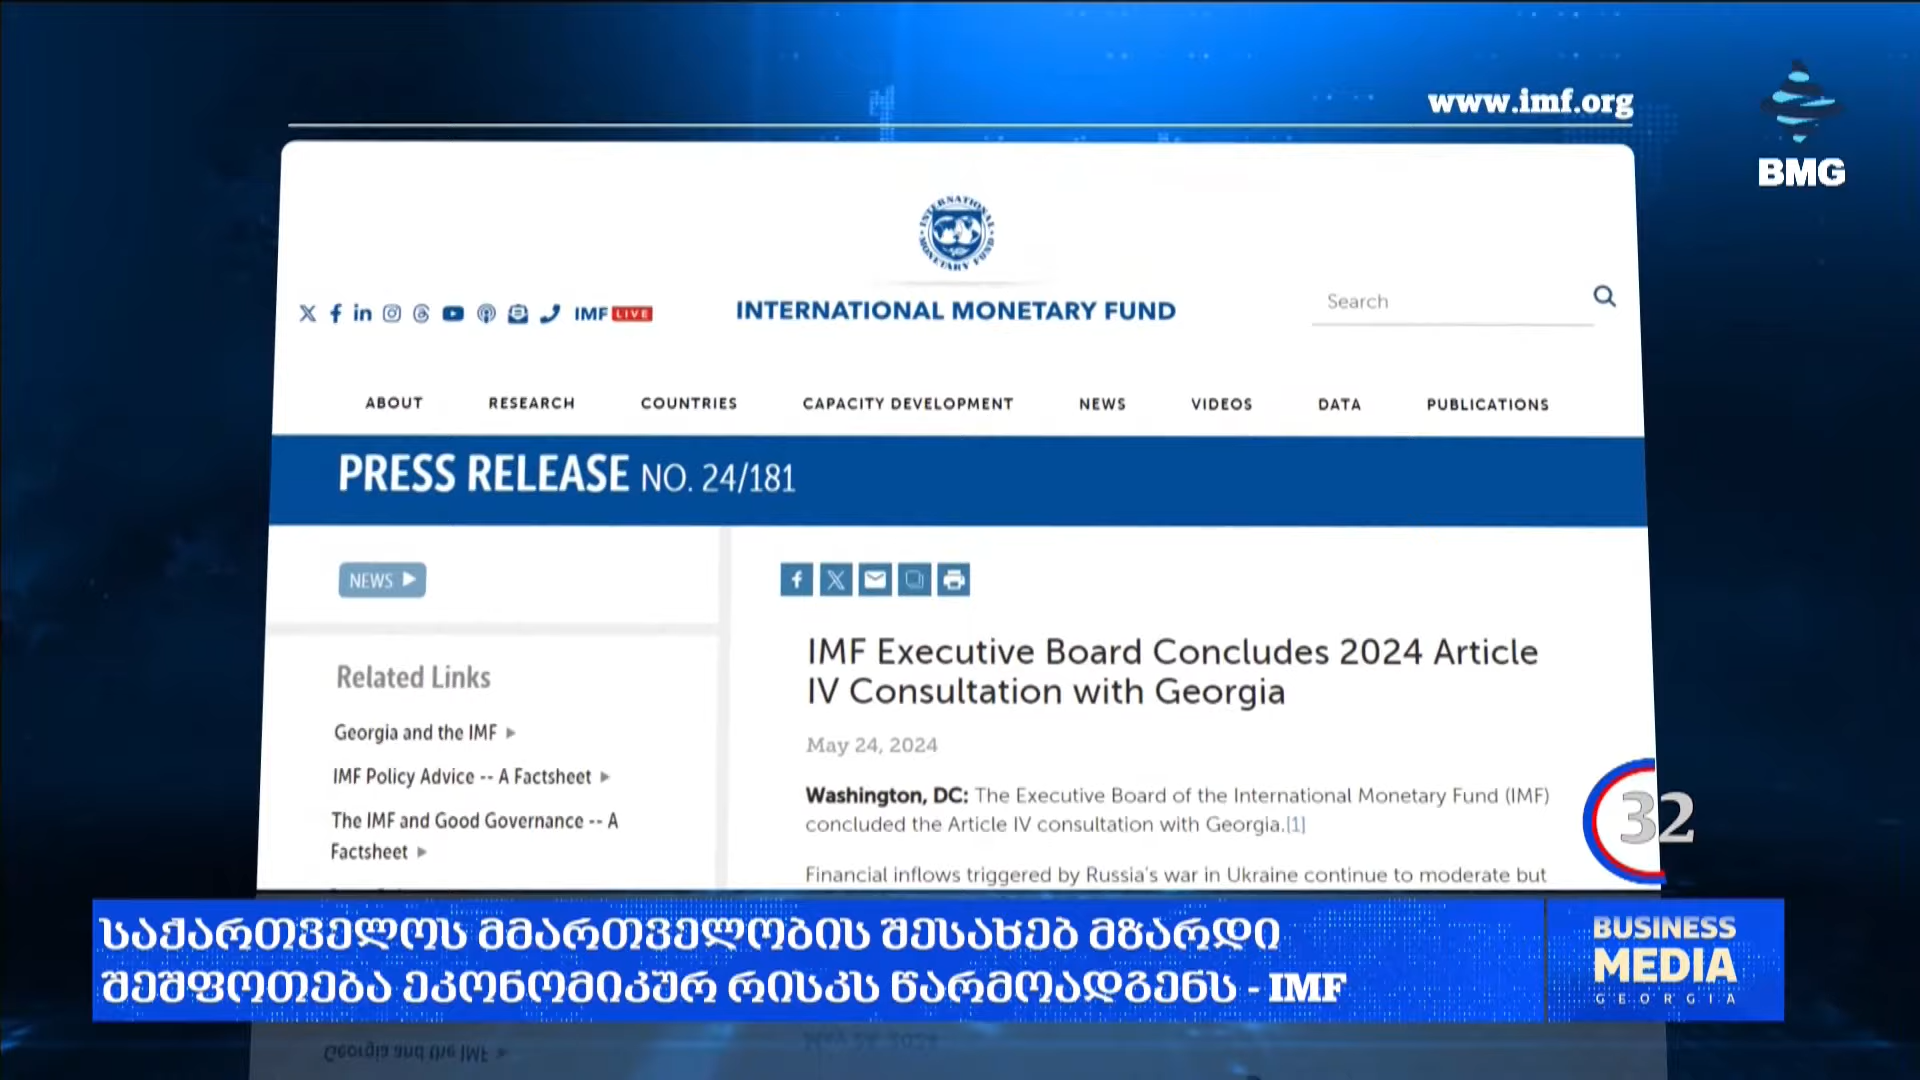 www.imf.org
BMG
INTERNATIONAL MONETARY FUND
IMF LIVE
INTERNATIONAL MONETARY FUND
Search
ABOUT RESEARCH COUNTRIES CAPACITY DEVELOPMENT NEWS VIDEOS DATA PUBLICATIONS
PRESS RELEASE NO. 24/181
NEWS
Related Links
Georgia and the IMF
IMF Policy Advice -- A Factsheet
The IMF and Good Governance -- A
Factsheet
IMF Executive Board Concludes 2024 Article
IV Consultation with Georgia
May 24, 2024
Washington, DC: The Executive Board of the International Monetary Fund (IMF)
concluded the Article IV consultation with Georgia.[1]
Financial inflows triggered by Russia's war in Ukraine continue to moderate but
32
საქართველოს მმართველობის შესახებ მზარდი
შეშფოთება ეკონომიკურ რისკს წარმოადგენს - IMF
BUSINESS
MEDIA
GEORGIA